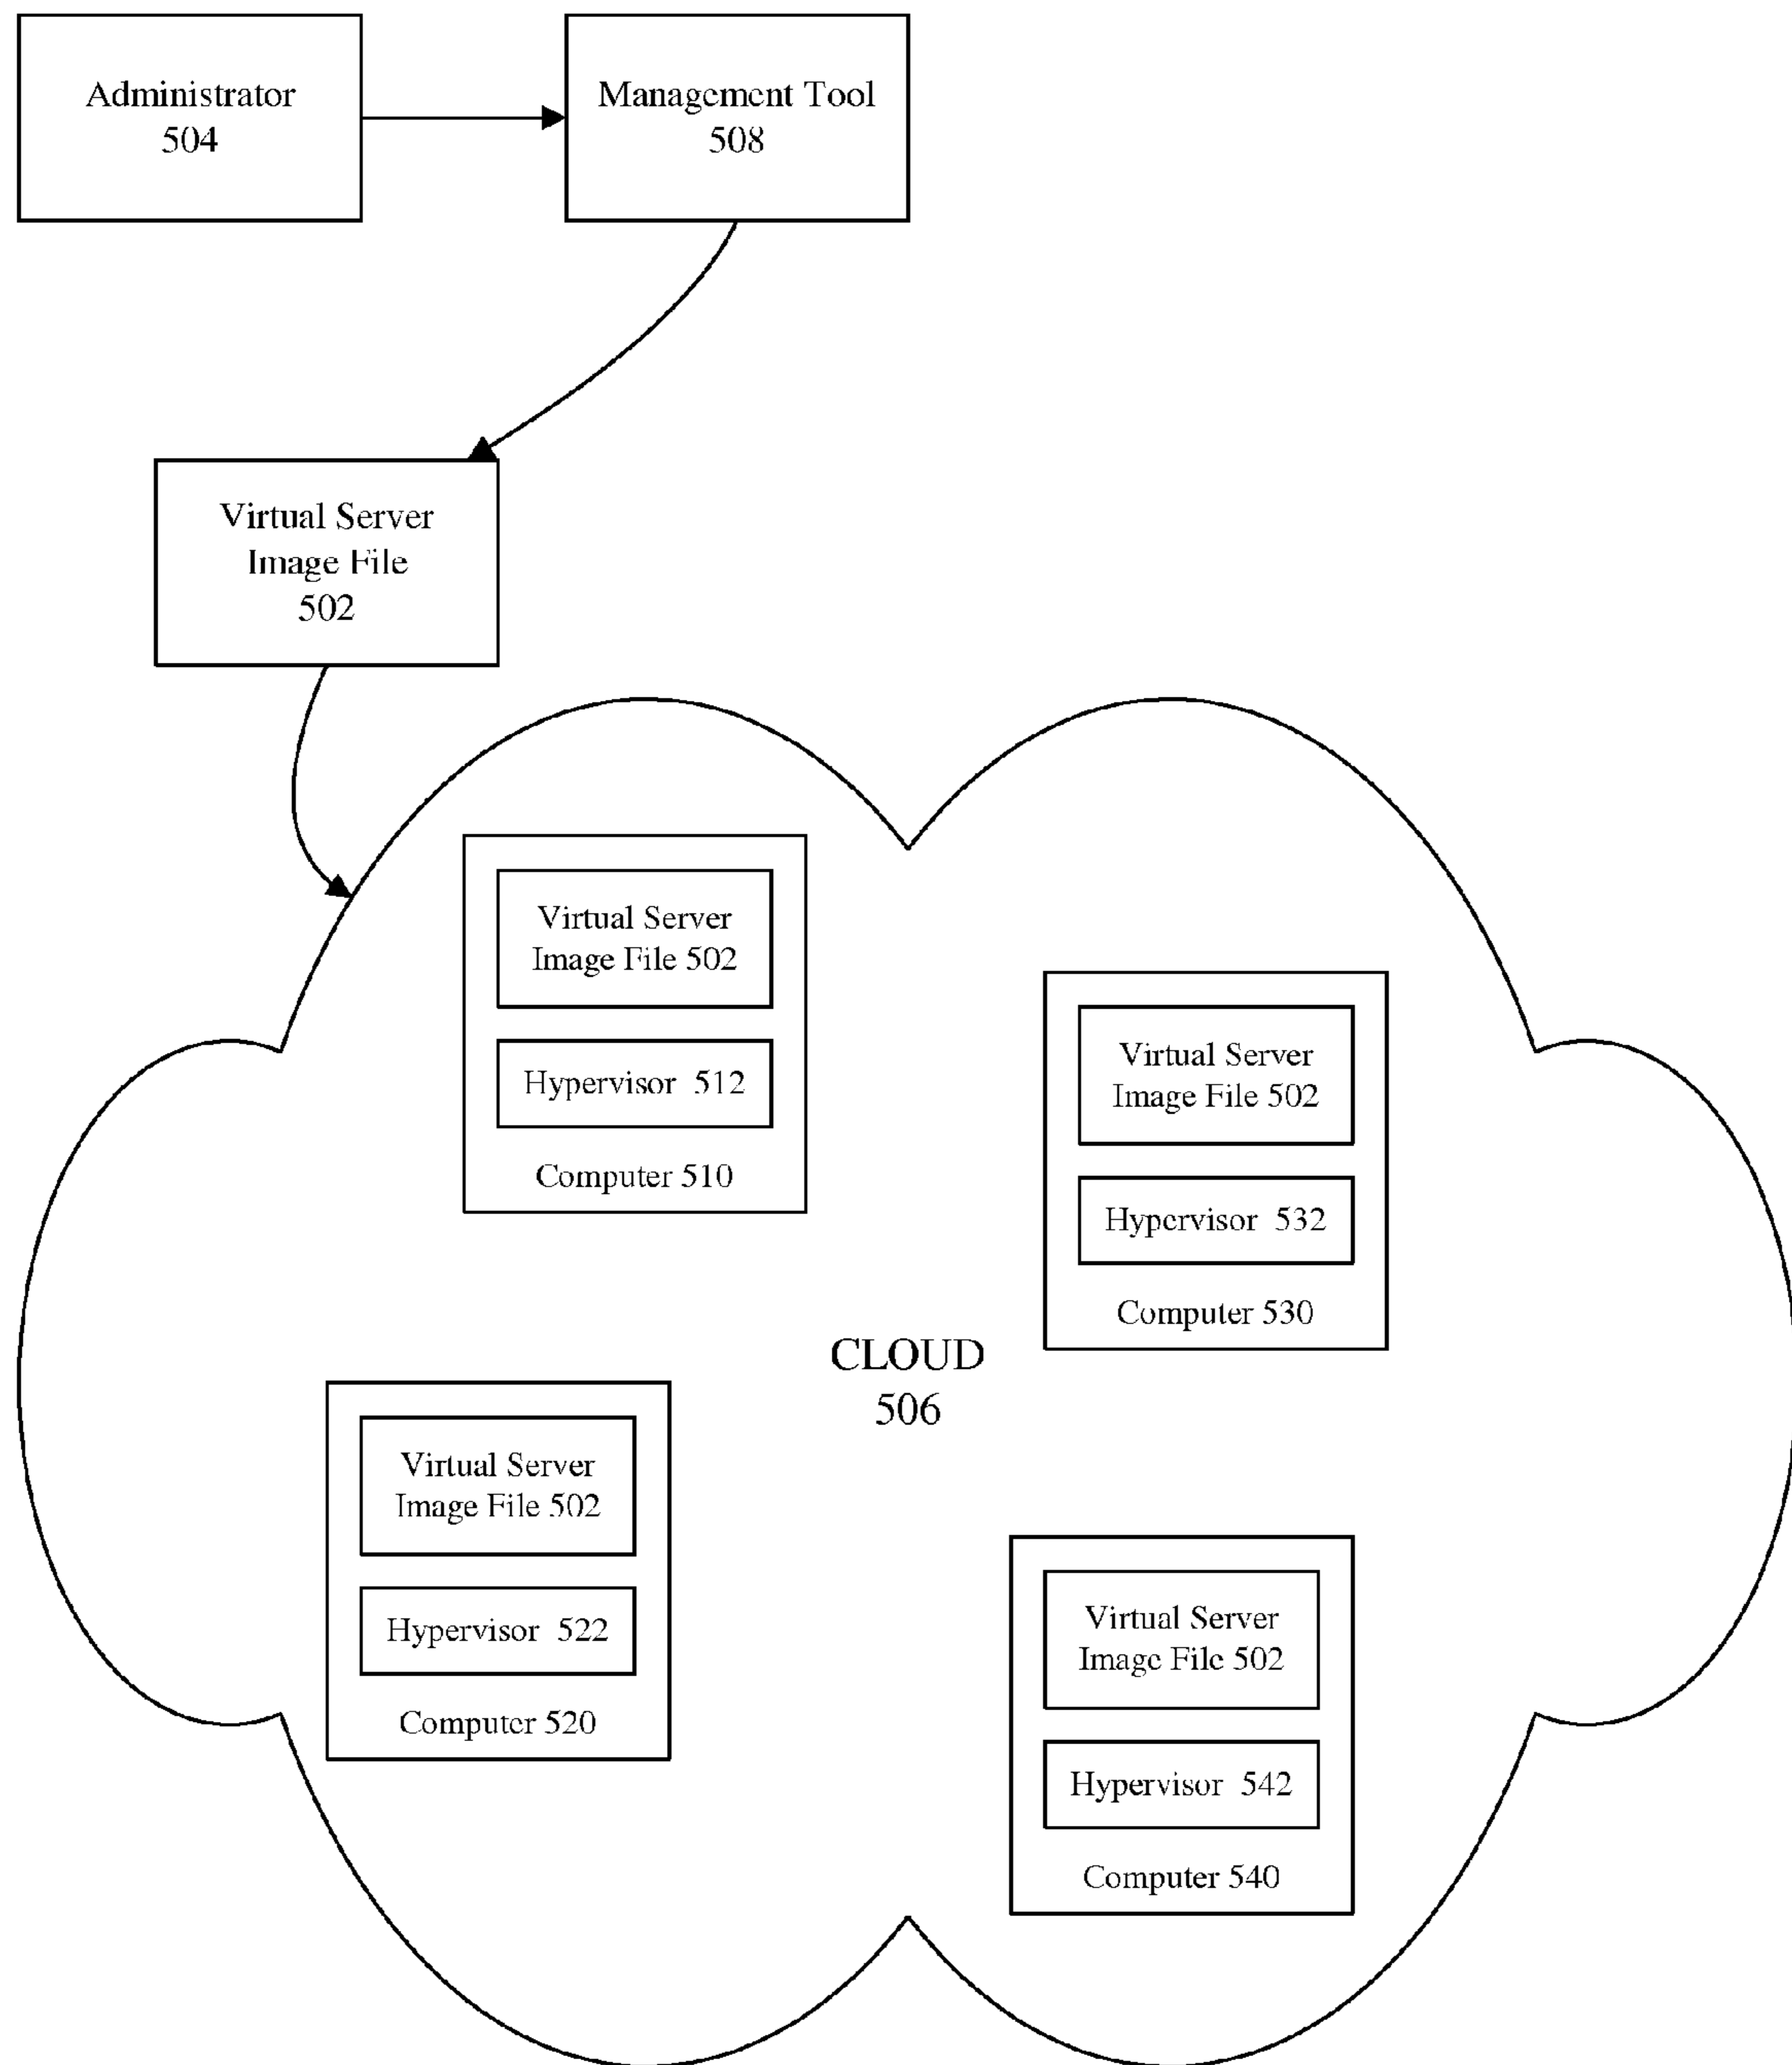 Administrator
504
Management Tool
508
Virtual Server
Image File
502
Virtual Server
Image File 502
Hypervisor 512
Computer 510
Virtual Server
Image File 502
Hypervisor 532
Computer 530
CLOUD
506
Virtual Server
Image File 502
Hypervisor 522
Computer 520
Virtual Server
Image File 502
Hypervisor 542
Computer 540